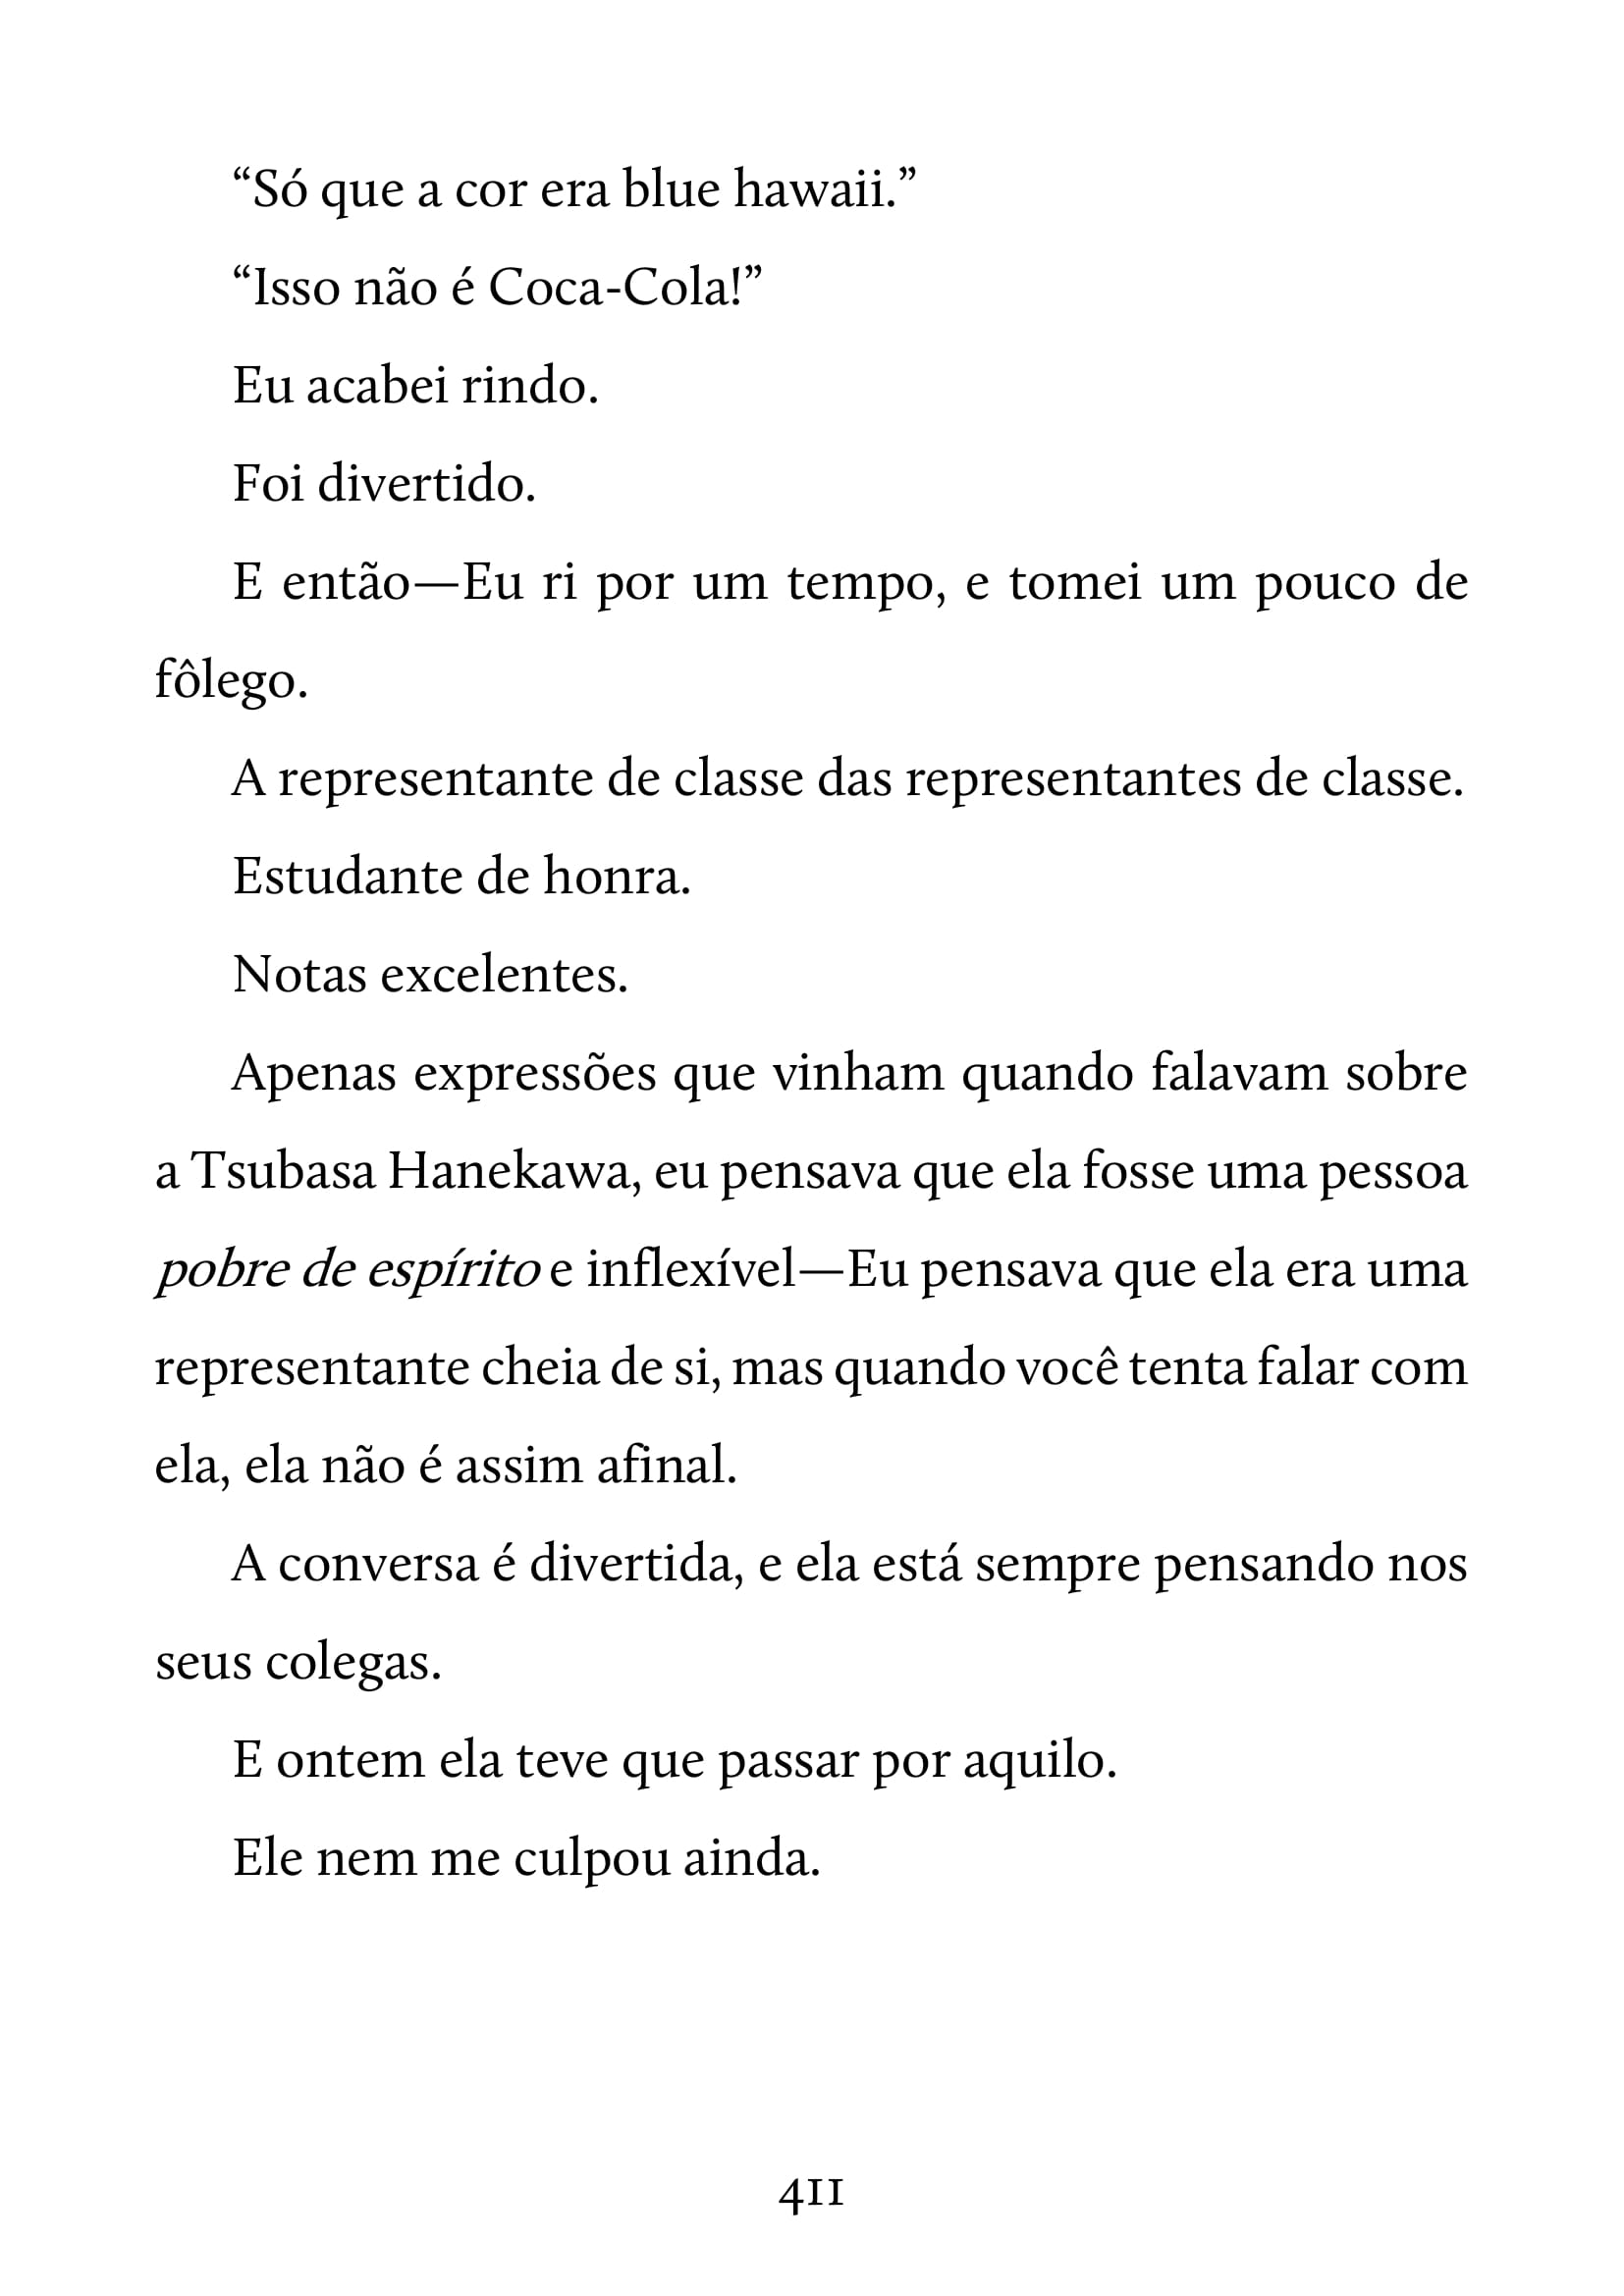 “Só que a cor era blue hawaii.”
“Isso não é Coca-Cola!”
Eu acabei rindo.
Foi divertido.
E então—Eu ri por um tempo, e tomei um pouco de
fôlego.
A representante de classe das representantes de classe.
Estudante de honra.
Notas excelentes.
Apenas expressões que vinham quando falavam sobre
a Tsubasa Hanekawa, eu pensava que ela fosse uma pessoa
pobre de espírito e inflexível—Eu pensava que ela era uma
representante cheia de si, mas quando você tenta falar com
ela, ela não é assim afinal.
A conversa é divertida, e ela está sempre pensando nos
seus colegas.
E ontem ela teve que passar por aquilo.
Ele nem me culpou ainda.
411